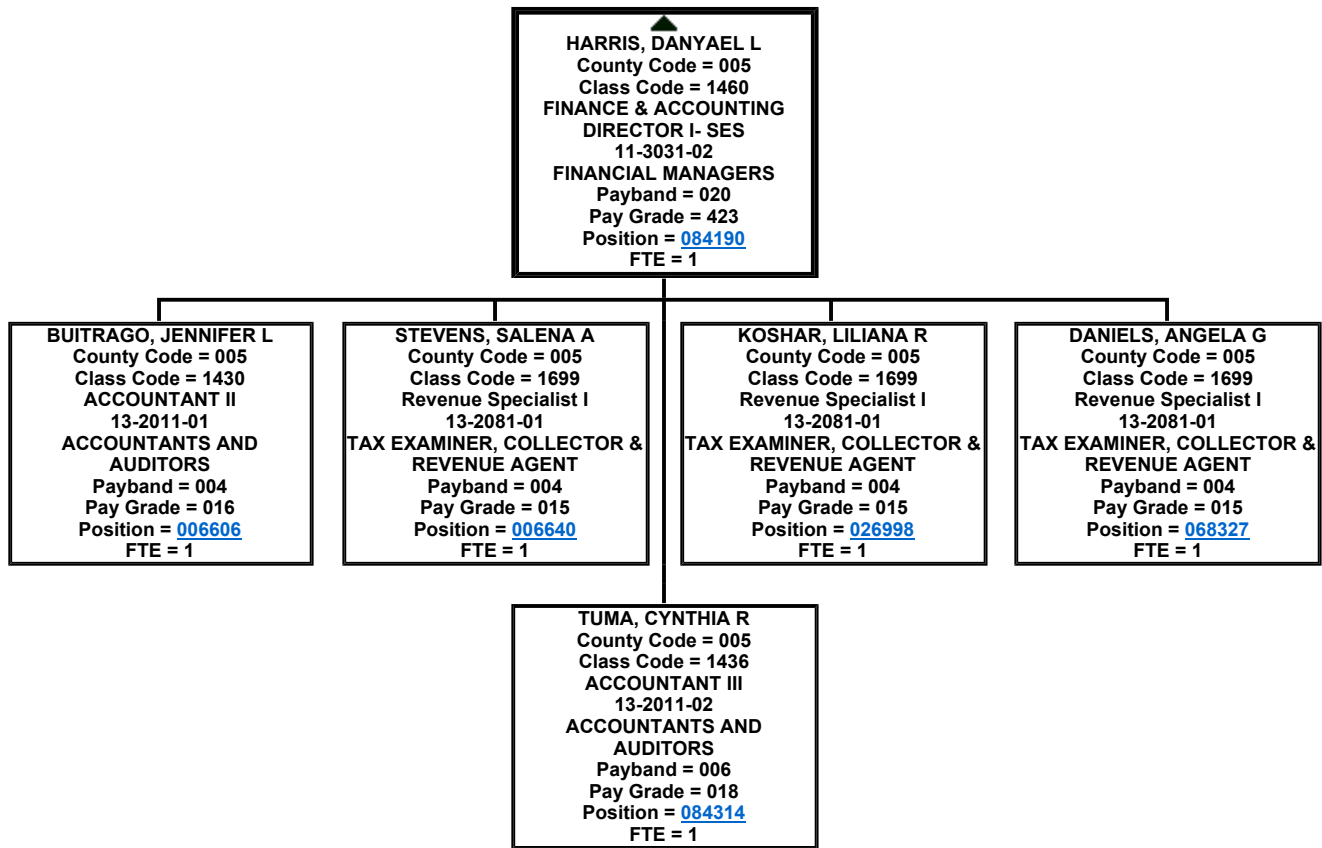 HARRIS, DANYAEL L
County Code = 005
Class Code = 1460
FINANCE & ACCOUNTING
DIRECTOR I- SES
11-3031-02
FINANCIAL MANAGERS
Payband = 020
Pay Grade = 423
Position = 084190
FTE = 1
BUITRAGO, JENNIFER L
County Code = 005
Class Code = 1430
ACCOUNTANT II
13-2011-01
ACCOUNTANTS AND
AUDITORS
Payband = 004
Pay Grade = 016
Position = 006606
FTE = 1
STEVENS, SALENA A
County Code = 005
Class Code = 1699
Revenue Specialist I
13-2081-01
TAX EXAMINER, COLLECTOR &
REVENUE AGENT
Payband = 004
Pay Grade = 015
Position = 006640
FTE = 1
KOSHAR, LILIANA R
County Code = 005
Class Code = 1699
Revenue Specialist I
13-2081-01
TAX EXAMINER, COLLECTOR &
REVENUE AGENT
Payband = 004
Pay Grade = 015
Position = 026998
FTE = 1
DANIELS, ANGELA G
County Code = 005
Class Code = 1699
Revenue Specialist I
13-2081-01
TAX EXAMINER, COLLECTOR &
REVENUE AGENT
Payband = 004
Pay Grade = 015
Position = 068327
FTE = 1
TUMA, CYNTHIA R
County Code = 005
Class Code = 1436
ACCOUNTANT III
13-2011-02
ACCOUNTANTS AND
AUDITORS
Payband = 006
Pay Grade = 018
Position = 084314
FTE = 1